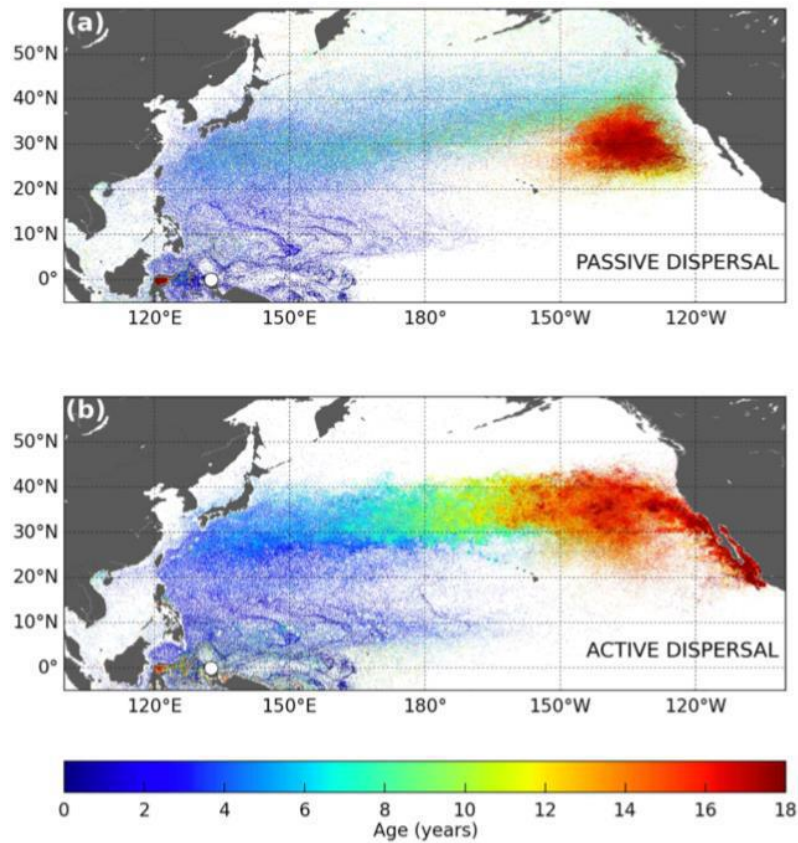 (a)
50°N
40°N
30°N
20°N
10°N
0°
PASSIVE DISPERSAL
120°E 150°E 180° 150°W 120°W
(b)
50°N
40°N
30°N
20°N
10°N
0°
ACTIVE DISPERSAL
120°E 150°E 180° 150°W 120°W
0 2 4 6 8 10 12 14 16 18
Age (years)